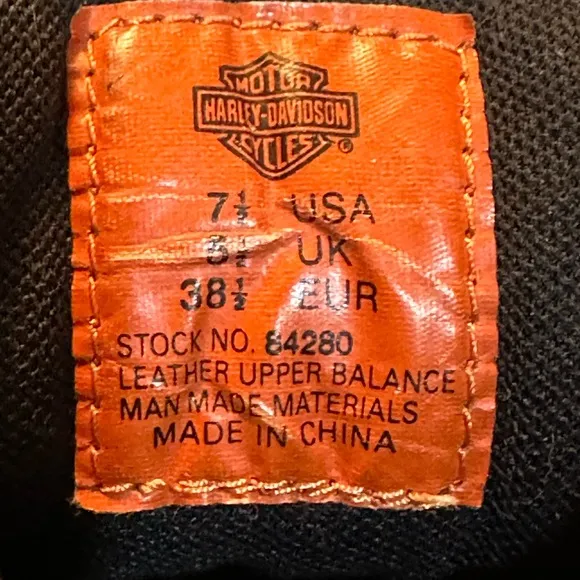 MOTOR
HARLEY-DAVIDSON
CYCLES
®
7½ USA
½ UK
38½ EUR
STOCK NO. 84280
LEATHER UPPER BALANCE
MAN MADE MATERIALS
MADE IN CHINA